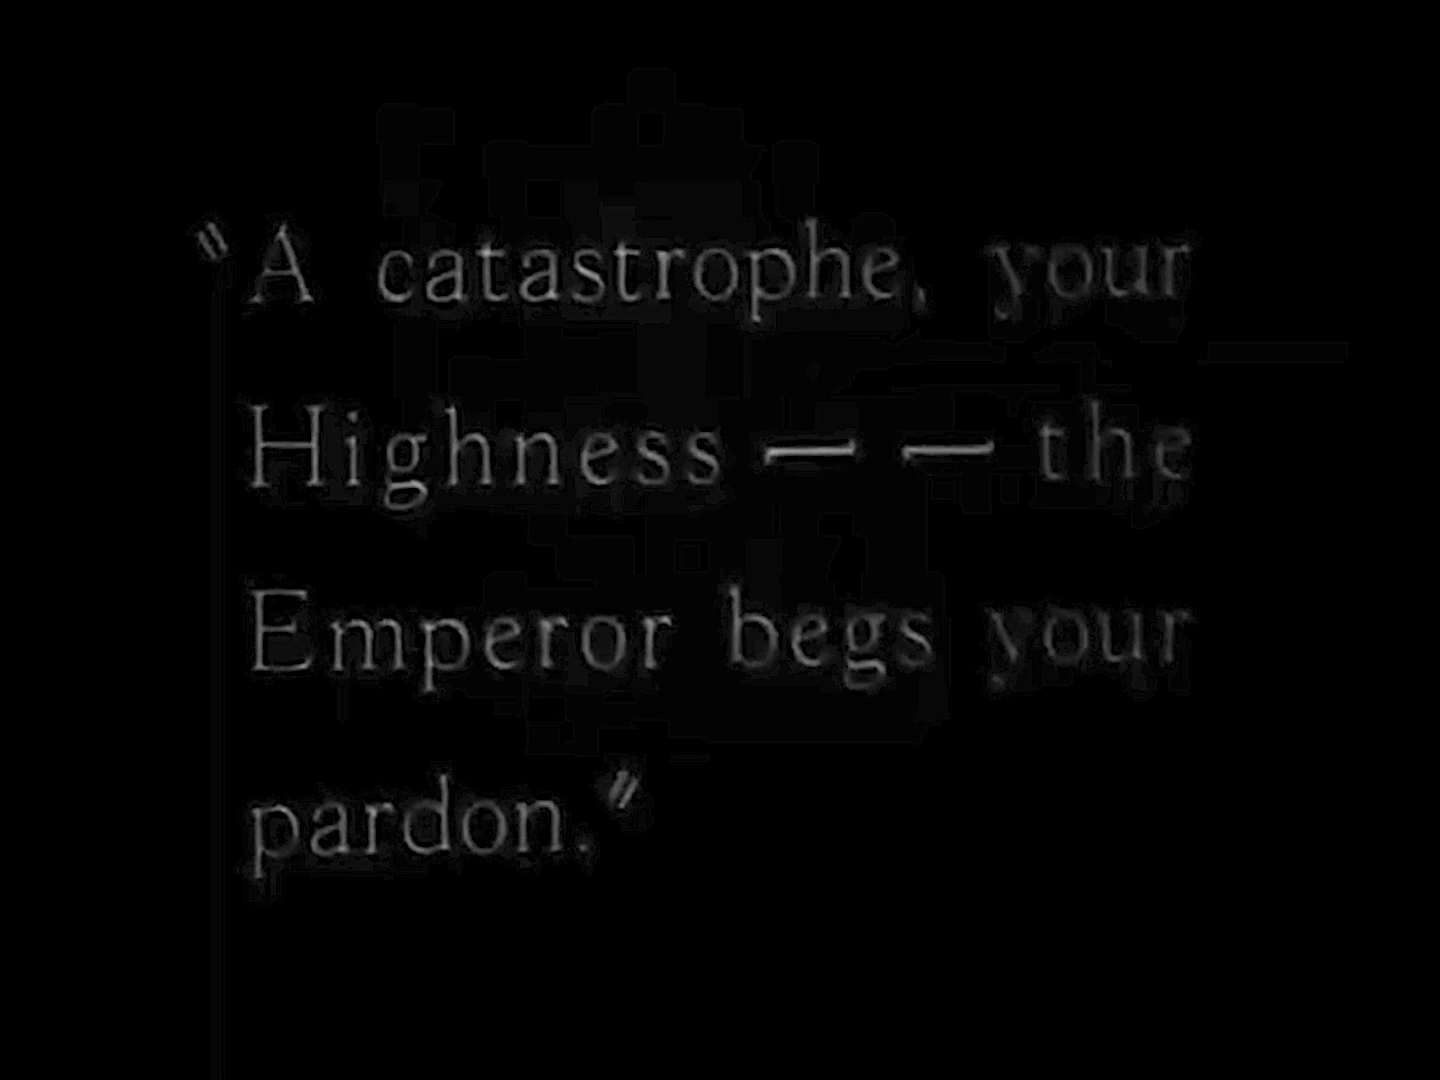 "A catastrophe, your
Highness — — the
Emperor begs your
pardon."